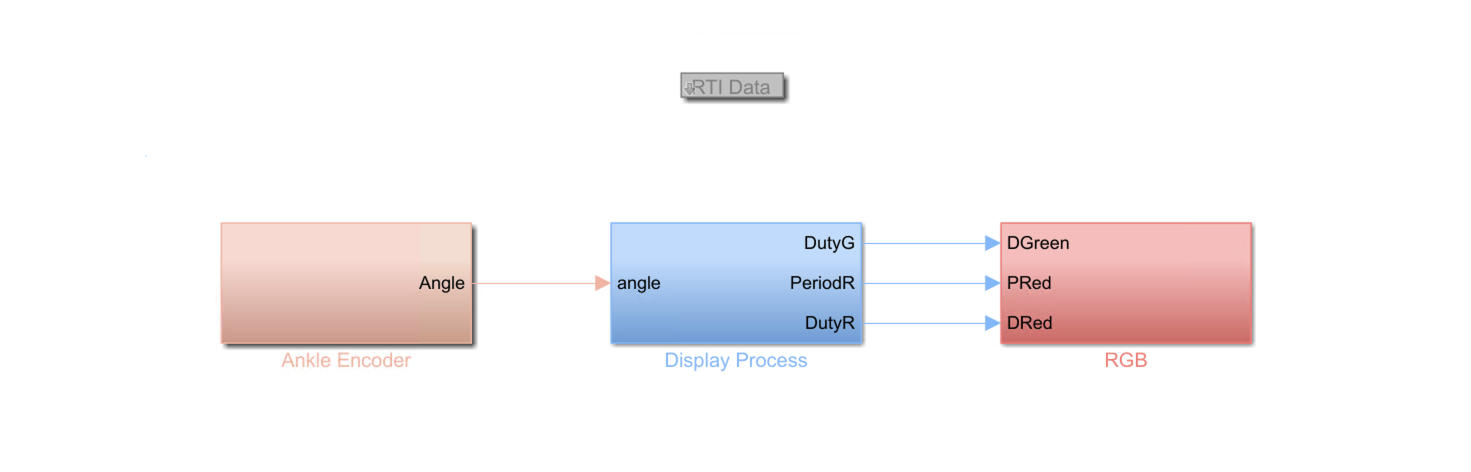 RTI Data
Angle
Ankle Encoder
angle
DutyG
PeriodR
DutyR
Display Process
DGreen
PRed
DRed
RGB